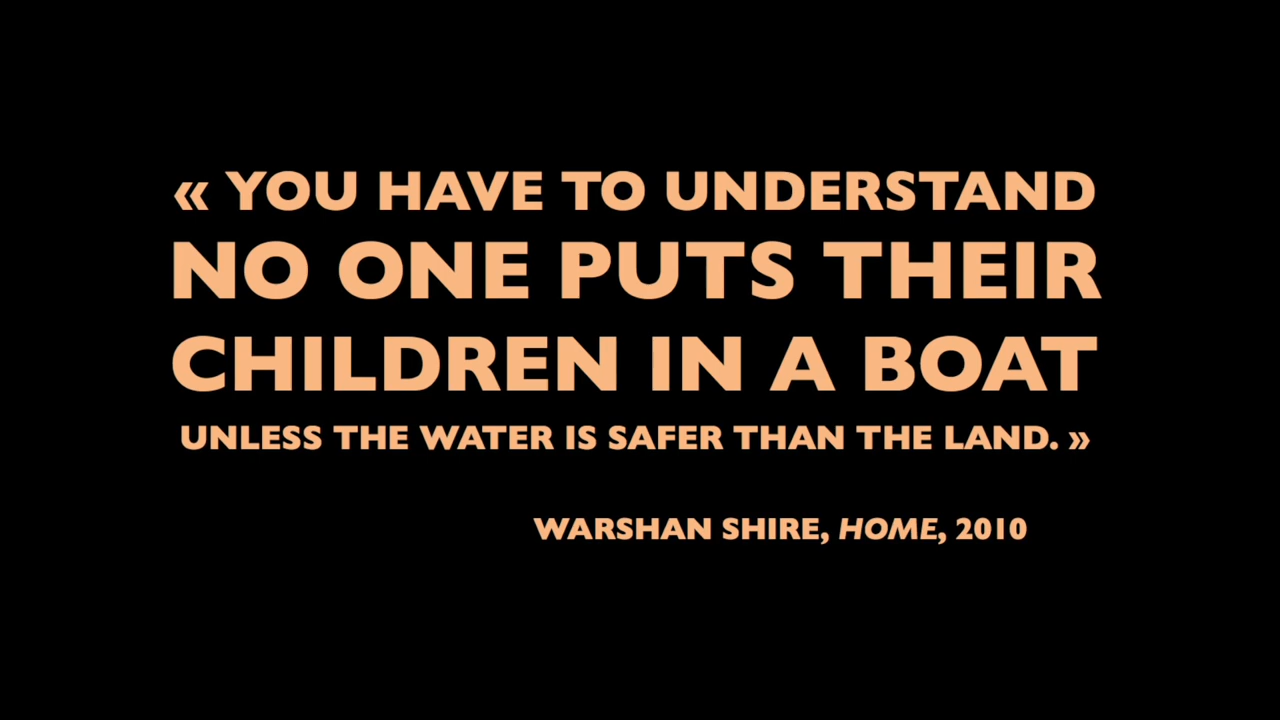 « YOU HAVE TO UNDERSTAND
NO ONE PUTS THEIR
CHILDREN IN A BOAT
UNLESS THE WATER IS SAFER THAN THE LAND. »
WARSHAN SHIRE, HOME, 2010